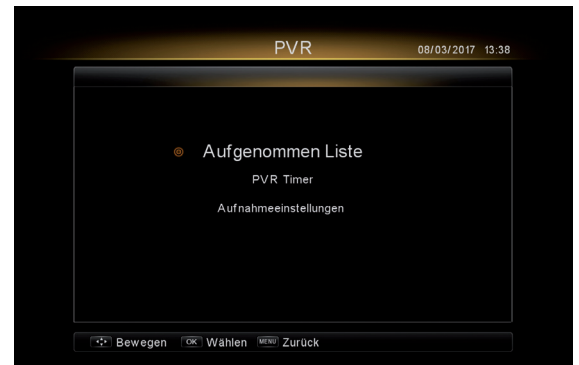 PVR 08/03/2017 13:38
Aufgenommen Liste
PVR Timer
Aufnahmeeinstellungen
Bewegen OK Wählen MENU Zurück